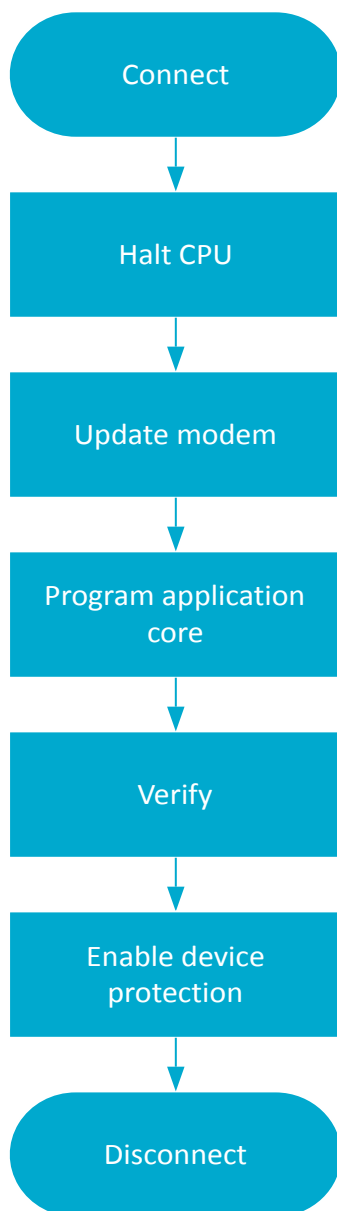 Connect
Halt CPU
Update modem
Program application
core
Verify
Enable device
protection
Disconnect